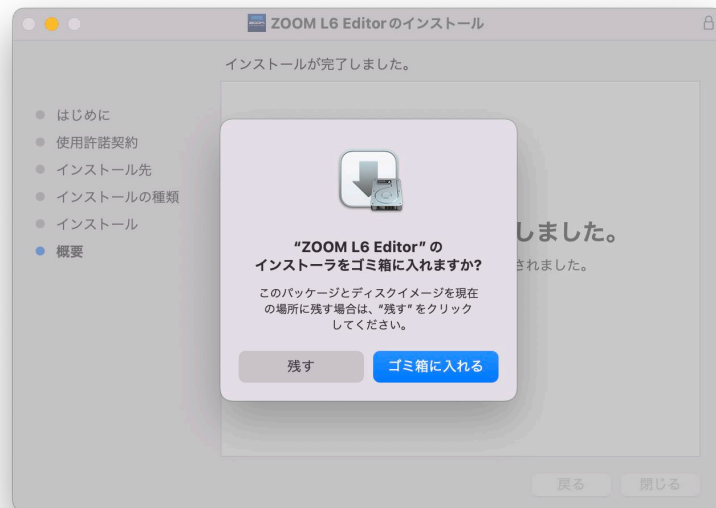 ZOOM L6 Editorのインストール
インストールが完了しました。
はじめに
使用許諾契約
インストール先
インストールの種類
インストール
概要
しました。
されました。
“ZOOM L6 Editor” の
インストーラをゴミ箱に入れますか?
このパッケージとディスクイメージを現在
の場所に残す場合は、“残す” をクリック
してください。
残す
ゴミ箱に入れる
戻る
閉じる